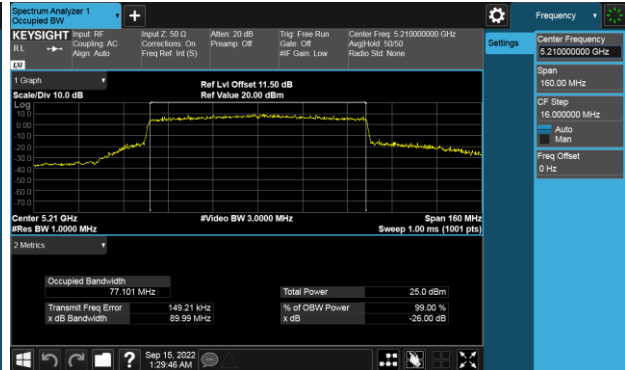 Spectrum Analyzer 1
Occupied BW
Frequency
KEYSIGHT Input: RF Input Z: 50 Ω Atten: 20 dB Trig: Free Run Center Freq: 5.210000000 GHz
RL Coupling: AC Corrections: On Preamp: Off Gate: Off Avg|Hold: 50/50
Align: Auto Freq Ref: Int (S) #IF Gain: Low Radio Std: None
LXI
Settings
Center Frequency
5.210000000 GHz
Span
160.00 MHz
CF Step
16.000000 MHz
Auto
Man
Freq Offset
0 Hz
1 Graph
Ref Lvl Offset 11.50 dB
Scale/Div 10.0 dB Ref Value 20.00 dBm
Log
10.0
0.00
-10.0
-20.0
-30.0
-40.0
-50.0
-60.0
-70.0
Center 5.21 GHz #Video BW 3.0000 MHz Span 160 MHz
#Res BW 1.0000 MHz Sweep 1.00 ms (1001 pts)
2 Metrics
Occupied Bandwidth
77.101 MHz Total Power 25.0 dBm
Transmit Freq Error 149.21 kHz % of OBW Power 99.00 %
x dB Bandwidth 89.99 MHz x dB -26.00 dB
? Sep 15, 2022
1:29:46 AM